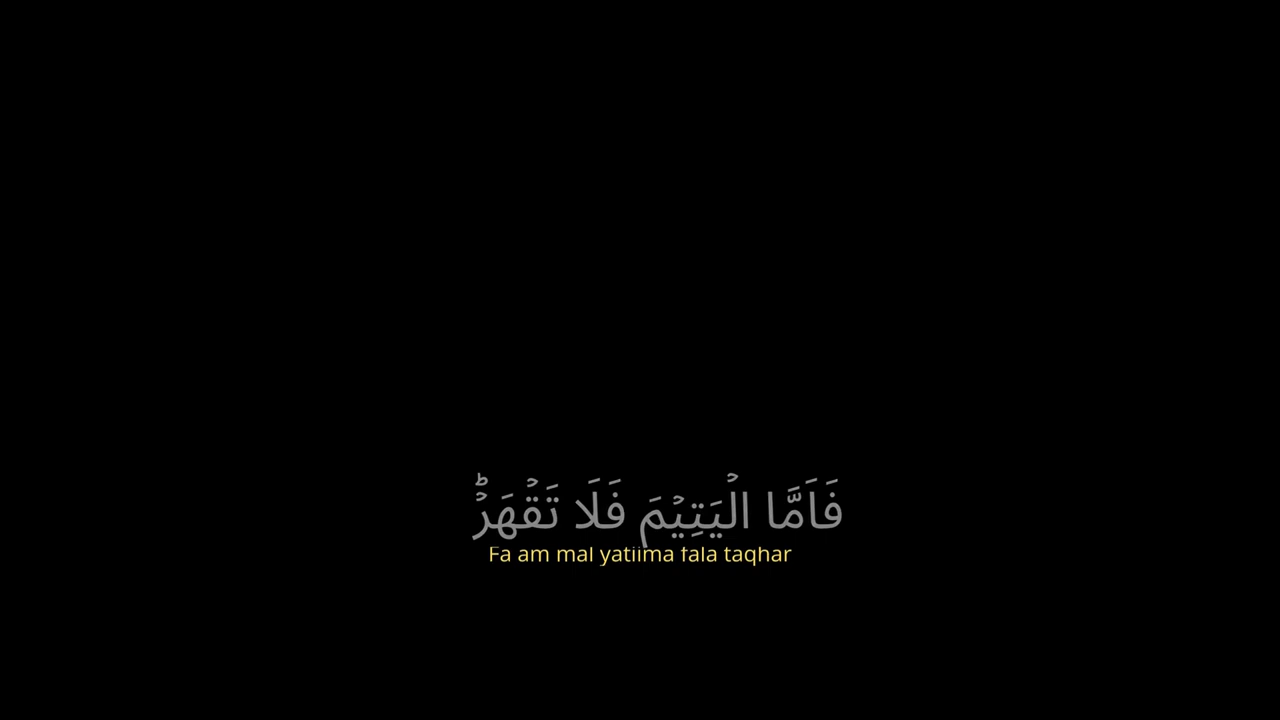 فَاَمَّا الۡيَتِيۡمَ فَلَا تَقۡهَرۡؕ
Fa am mal yatiima fala taqhar